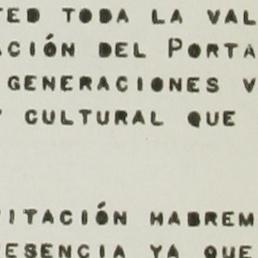 TED TODA LA VAL
ACIÓN DEL PORTA
GENERACIONES V
Y CULTURAL QUE
ITACIÓN HABREM
ESENCIA YA QUE